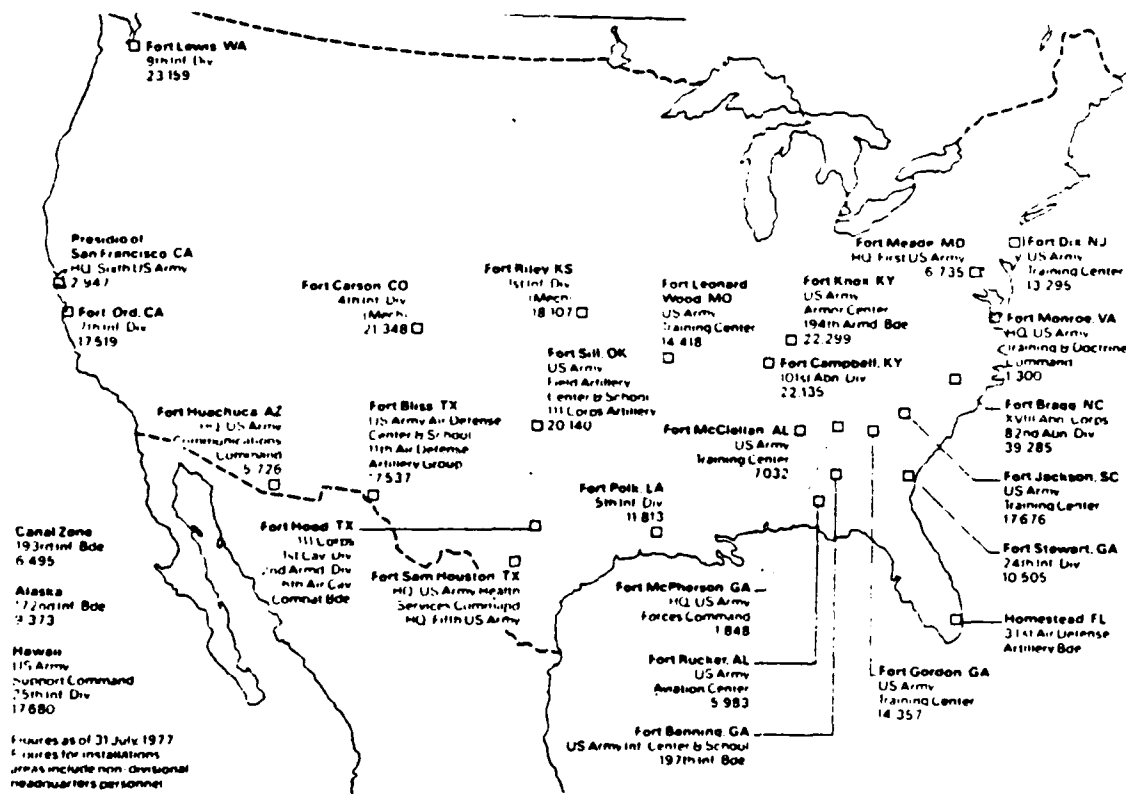 Fort Lewis, WA
9th Inf. Div
23,159
Presidio of
San Francisco, CA
HQ. Sixth US Army
2,947
Fort Ord, CA
7th Inf. Div
17,519
Fort Carson, CO
4th Inf. Div
(Mech)
21,348
Fort Riley, KS
1st Inf. Div
(Mech)
18,107
Fort Leonard
Wood, MO
US Army
Training Center
14,418
Fort Knox, KY
US Army
Armor Center
194th Armd. Bde
22,299
Fort Meade, MD
HQ. First US Army
6,735
Fort Dix, NJ
US Army
Training Center
13,295
Fort Monroe, VA
HQ. US Army
Training & Doctrine
Command
1,300
Fort Sill, OK
US Army
Field Artillery
Center & School
III Corps Artillery
20,140
Fort Campbell, KY
101st Abn. Div
22,135
Fort Huachuca, AZ
HQ. US Army
Communications
Command
5,726
Fort Bliss, TX
US Army Air Defense
Center & School
11th Air Defense
Artillery Group
17,537
Fort McClellan, AL
US Army
Training Center
7,032
Fort Bragg, NC
XVIII Abn. Corps
82nd Abn. Div
39,285
Fort Jackson, SC
US Army
Training Center
17,676
Fort Polk, LA
5th Inf. Div
11,813
Fort Hood, TX
III Corps
1st Cav. Div
2nd Armd. Div
6th Air Cav.
Combat Bde
Fort Sam Houston, TX
HQ. US Army Health
Services Command
HQ. Fifth US Army
Fort Stewart, GA
24th Inf. Div
10,505
Fort McPherson, GA
HQ. US Army
Forces Command
1,848
Homestead, FL
31st Air Defense
Artillery Bde
Fort Rucker, AL
US Army
Aviation Center
5,983
Fort Gordon, GA
US Army
Training Center
14,357
Fort Benning, GA
US Army Inf. Center & School
197th Inf. Bde
Canal Zone
193rd Inf. Bde
6,495
Alaska
172nd Inf. Bde
9,373
Hawaii
US Army
Support Command
25th Inf. Div
17,680
Figures as of 31 July 1977
Figures for installations
areas include non-divisional
headquarters personnel